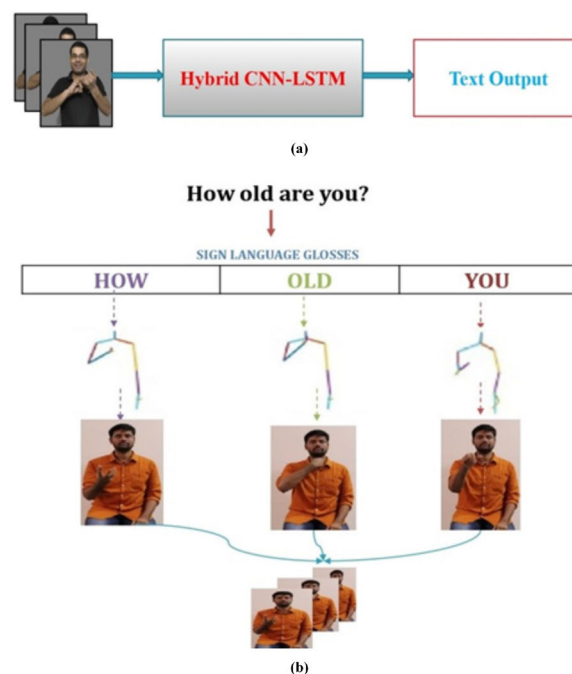 Hybrid CNN-LSTM
Text Output
(a)
How old are you?
SIGN LANGUAGE GLOSSES
HOW
OLD
YOU
(b)